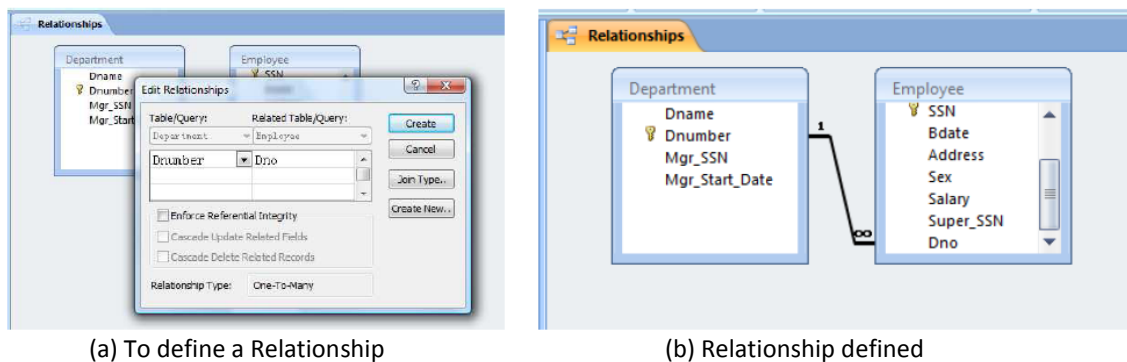 Relationships
Department
Dname
Dnumber
Mgr_SSN
Mgr_Start
Employee
SSN
Edit Relationships
Table/Query:
Related Table/Query:
Department
Employee
Dnumber
Dno
Enforce Referential Integrity
Cascade Update Related Fields
Cascade Delete Related Records
Relationship Type:
One-To-Many
Create
Cancel
Join Type..
Create New..
(a) To define a Relationship
Relationships
Department
Dname
Dnumber
Mgr_SSN
Mgr_Start_Date
1
∞
Employee
SSN
Bdate
Address
Sex
Salary
Super_SSN
Dno
(b) Relationship defined